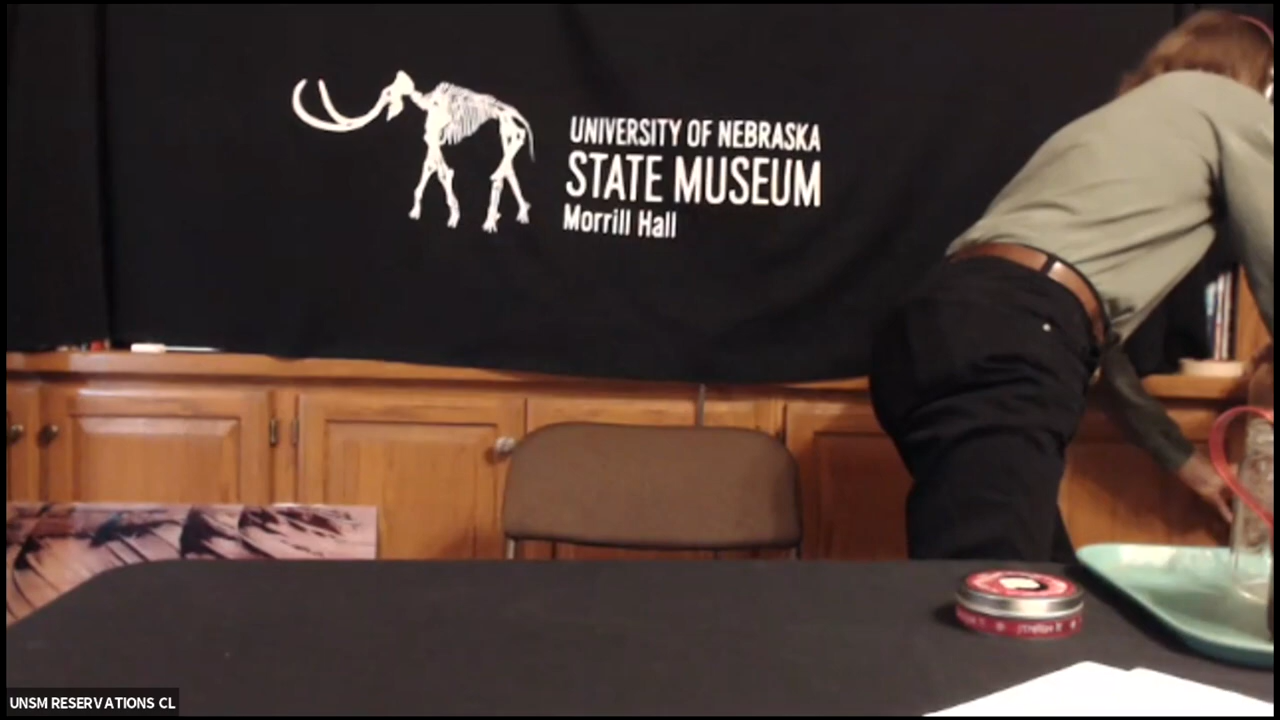 UNIVERSITY OF NEBRASKA
STATE MUSEUM
Morrill Hall
UNSM RESERVATIONS CL